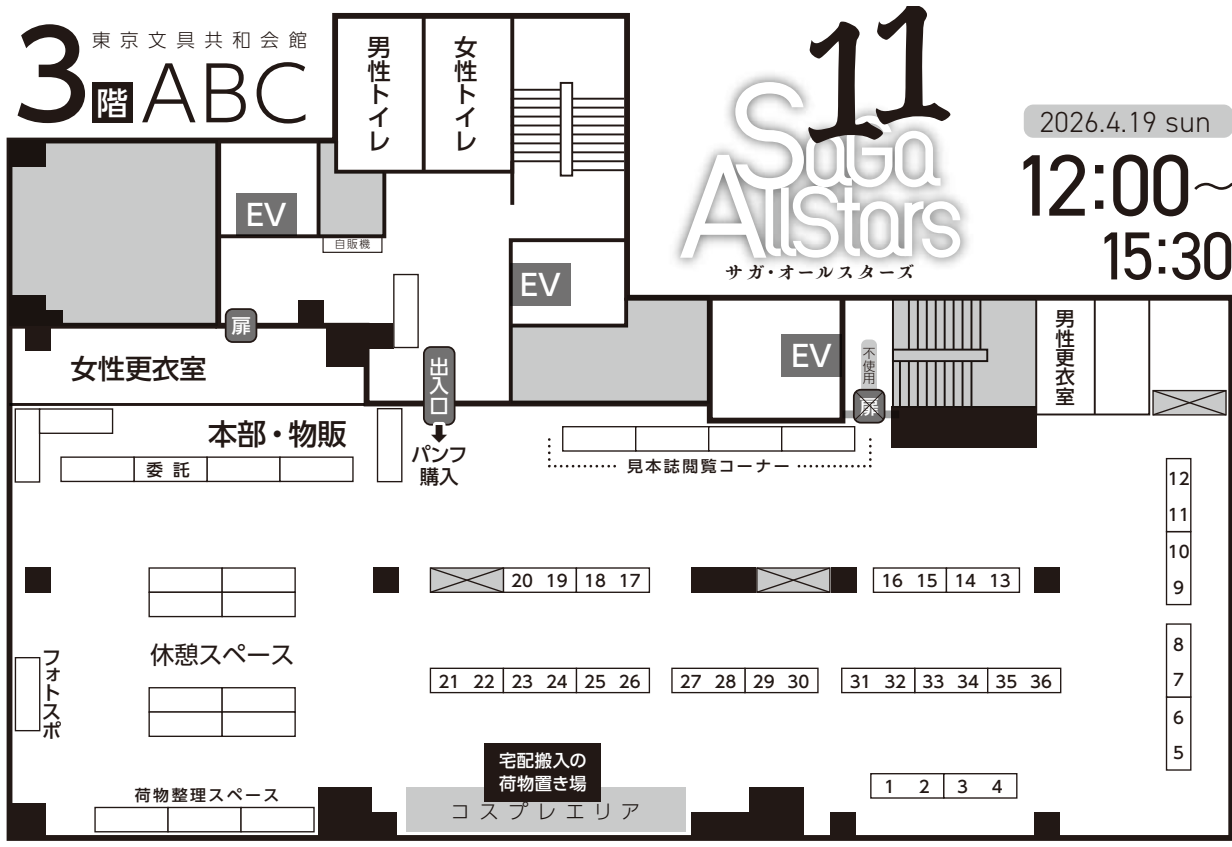 東京文具共和会館
3階 ABC
男性トイレ
女性トイレ
11
SaGa
AllStars
サガ・オールスターズ
2026.4.19 sun
12:00～
15:30
EV
自販機
EV
扉
女性更衣室
出入口
EV
不使用
扉
男性更衣室
本部・物販
委託
パンフ
購入
見本誌閲覧コーナー
12
11
10
9
20 19 18 17
16 15 14 13
休憩スペース
フォトスポ
8
7
6
5
21 22 23 24 25 26
27 28 29 30
31 32 33 34 35 36
宅配搬入の
荷物置き場
コスプレエリア
荷物整理スペース
1 2 3 4